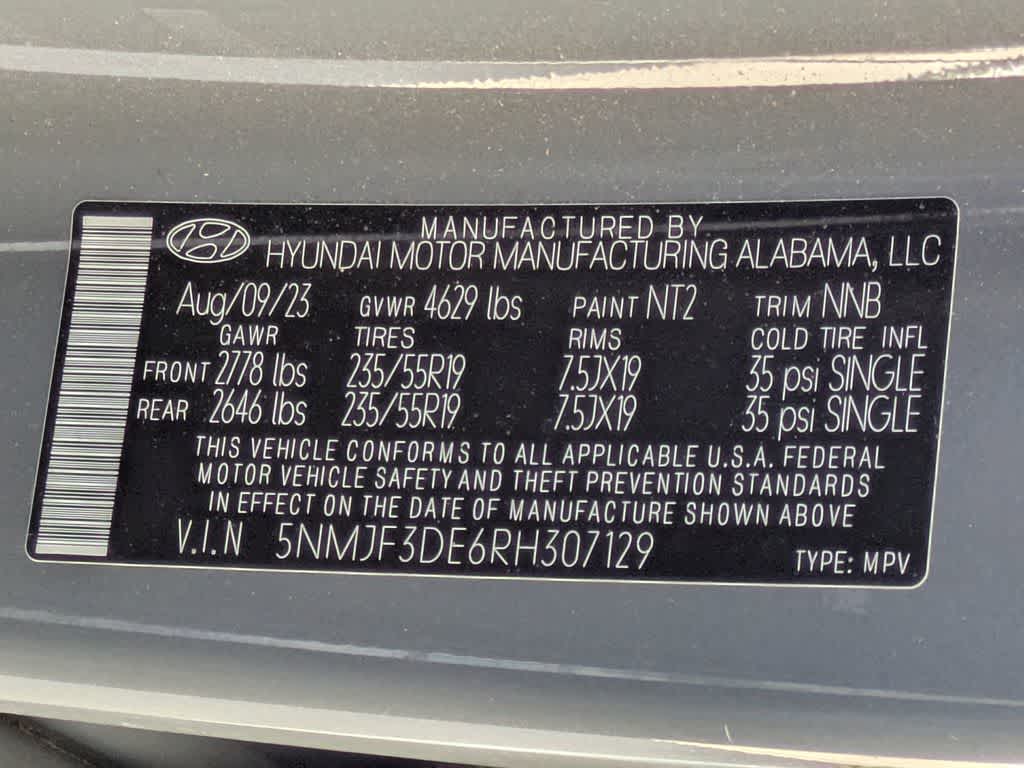 MANUFACTURED BY
HYUNDAI MOTOR MANUFACTURING ALABAMA, LLC
Aug/09/23 GVWR 4629 lbs PAINT NT2 TRIM NNB
GAWR TIRES RIMS COLD TIRE INFL
FRONT 2778 lbs 235/55R19 7.5JX19 35 psi SINGLE
REAR 2646 lbs 235/55R19 7.5JX19 35 psi SINGLE
THIS VEHICLE CONFORMS TO ALL APPLICABLE U.S.A. FEDERAL
MOTOR VEHICLE SAFETY AND THEFT PREVENTION STANDARDS
IN EFFECT ON THE DATE OF MANUFACTURE SHOWN ABOVE
V.I.N 5NMJF3DE6RH307129 TYPE: MPV